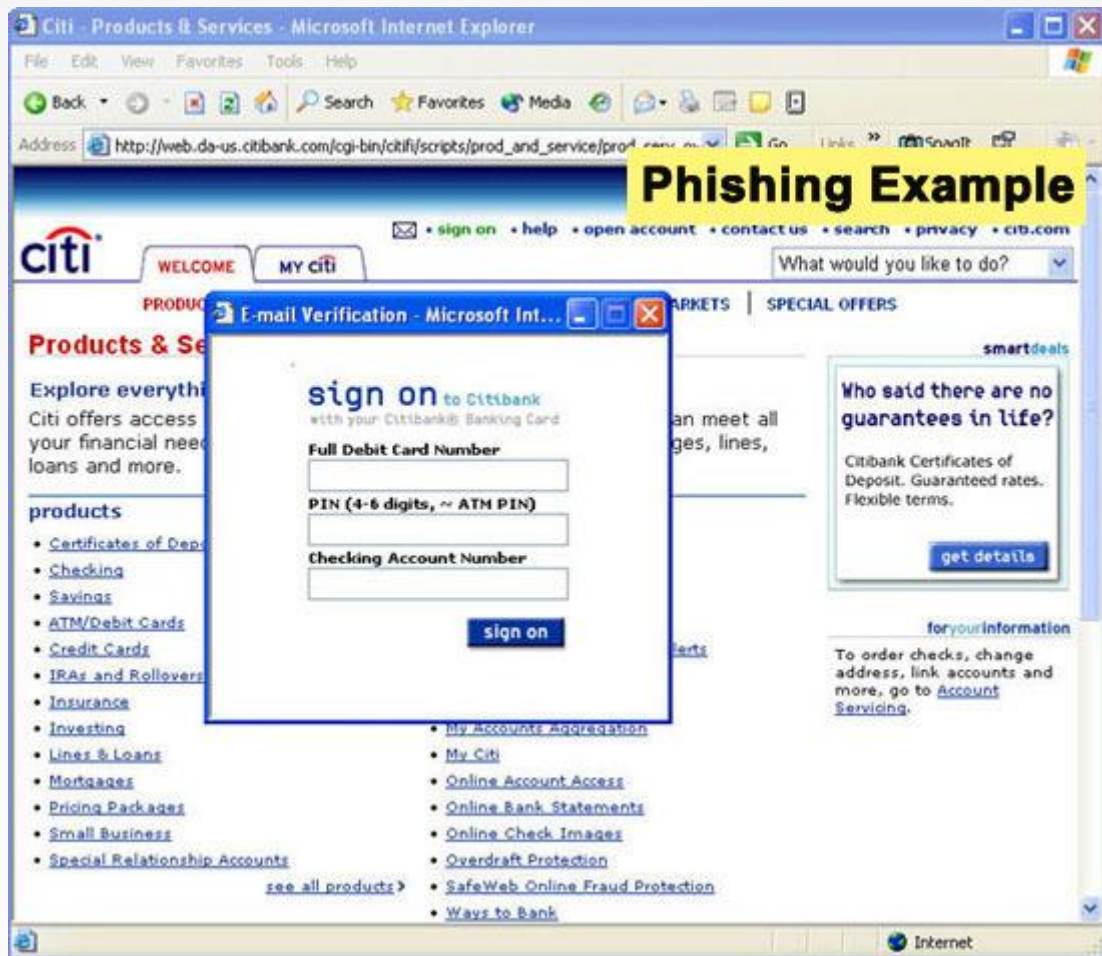 Citi - Products & Services - Microsoft Internet Explorer
File Edit View Favorites Tools Help
Back Search Favorites Media
Address http://web.da-us.citibank.com/cgi-bin/citifi/scripts/prod_and_service/prod_serv Go Links » SnagIt
Phishing Example
citi
• sign on • help • open account • contact us • search • privacy • citi.com
WELCOME MY citi
What would you like to do?
PRODUC ARKETS | SPECIAL OFFERS
E-mail Verification - Microsoft Int...
sign on to Citibank
with your Citibank® Banking Card
Full Debit Card Number
PIN (4-6 digits, ~ ATM PIN)
Checking Account Number
sign on
Products & Se
Explore everythi
Citi offers access an meet all
your financial need ges, lines,
loans and more.
products
• Certificates of Depo
• Checking
• Savings
• ATM/Debit Cards
• Credit Cards
• IRAs and Rollovers
• Insurance
• Investing
• Lines & Loans
• Mortgages
• Pricing Packages
• Small Business
• Special Relationship Accounts
see all products >
lerts
• My Accounts Aggregation
• My Citi
• Online Account Access
• Online Bank Statements
• Online Check Images
• Overdraft Protection
• SafeWeb Online Fraud Protection
• Ways to Bank
smartdeals
Who said there are no
guarantees in life?
Citibank Certificates of
Deposit. Guaranteed rates.
Flexible terms.
get details
foryourinformation
To order checks, change
address, link accounts and
more, go to Account
Servicing.
Internet